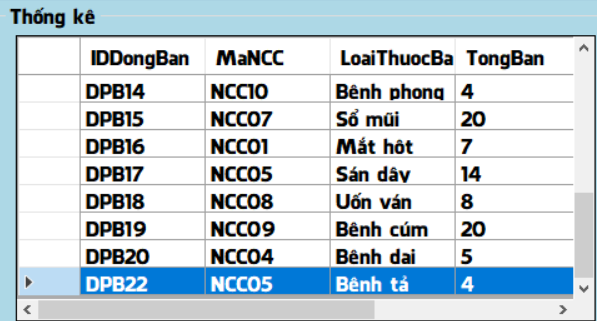 Thống kê
IDDongBan MaNCC LoaiThuocBa TongBan
DPB14 NCC10 Bênh phong 4
DPB15 NCC07 Sổ mũi 20
DPB16 NCC01 Mắt hôt 7
DPB17 NCC05 Sán dây 14
DPB18 NCC08 Uốn ván 8
DPB19 NCC09 Bênh cúm 20
DPB20 NCC04 Bênh dai 5
DPB22 NCC05 Bênh tả 4